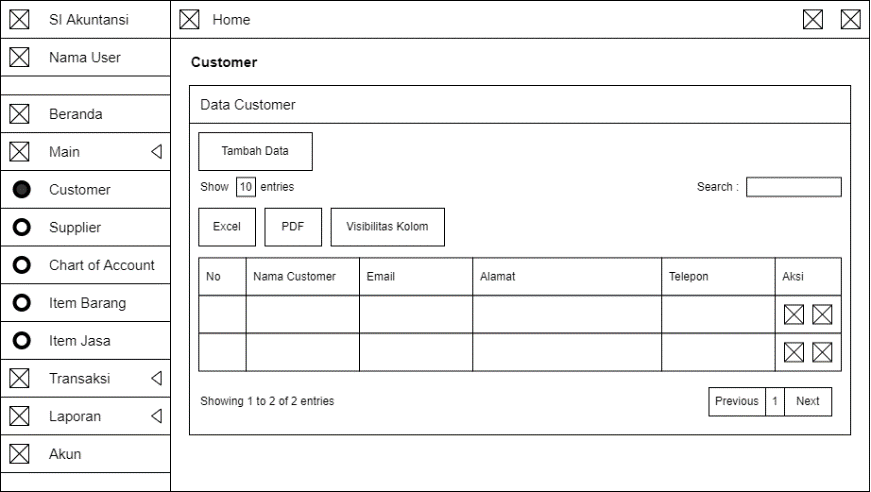 SI Akuntansi
Home
Nama User
Customer
Beranda
Main
Customer
Supplier
Chart of Account
Item Barang
Item Jasa
Transaksi
Laporan
Akun
Data Customer
Tambah Data
Show 10 entries
Search :
Excel PDF Visibilitas Kolom
No Nama Customer Email Alamat Telepon Aksi
Showing 1 to 2 of 2 entries
Previous 1 Next